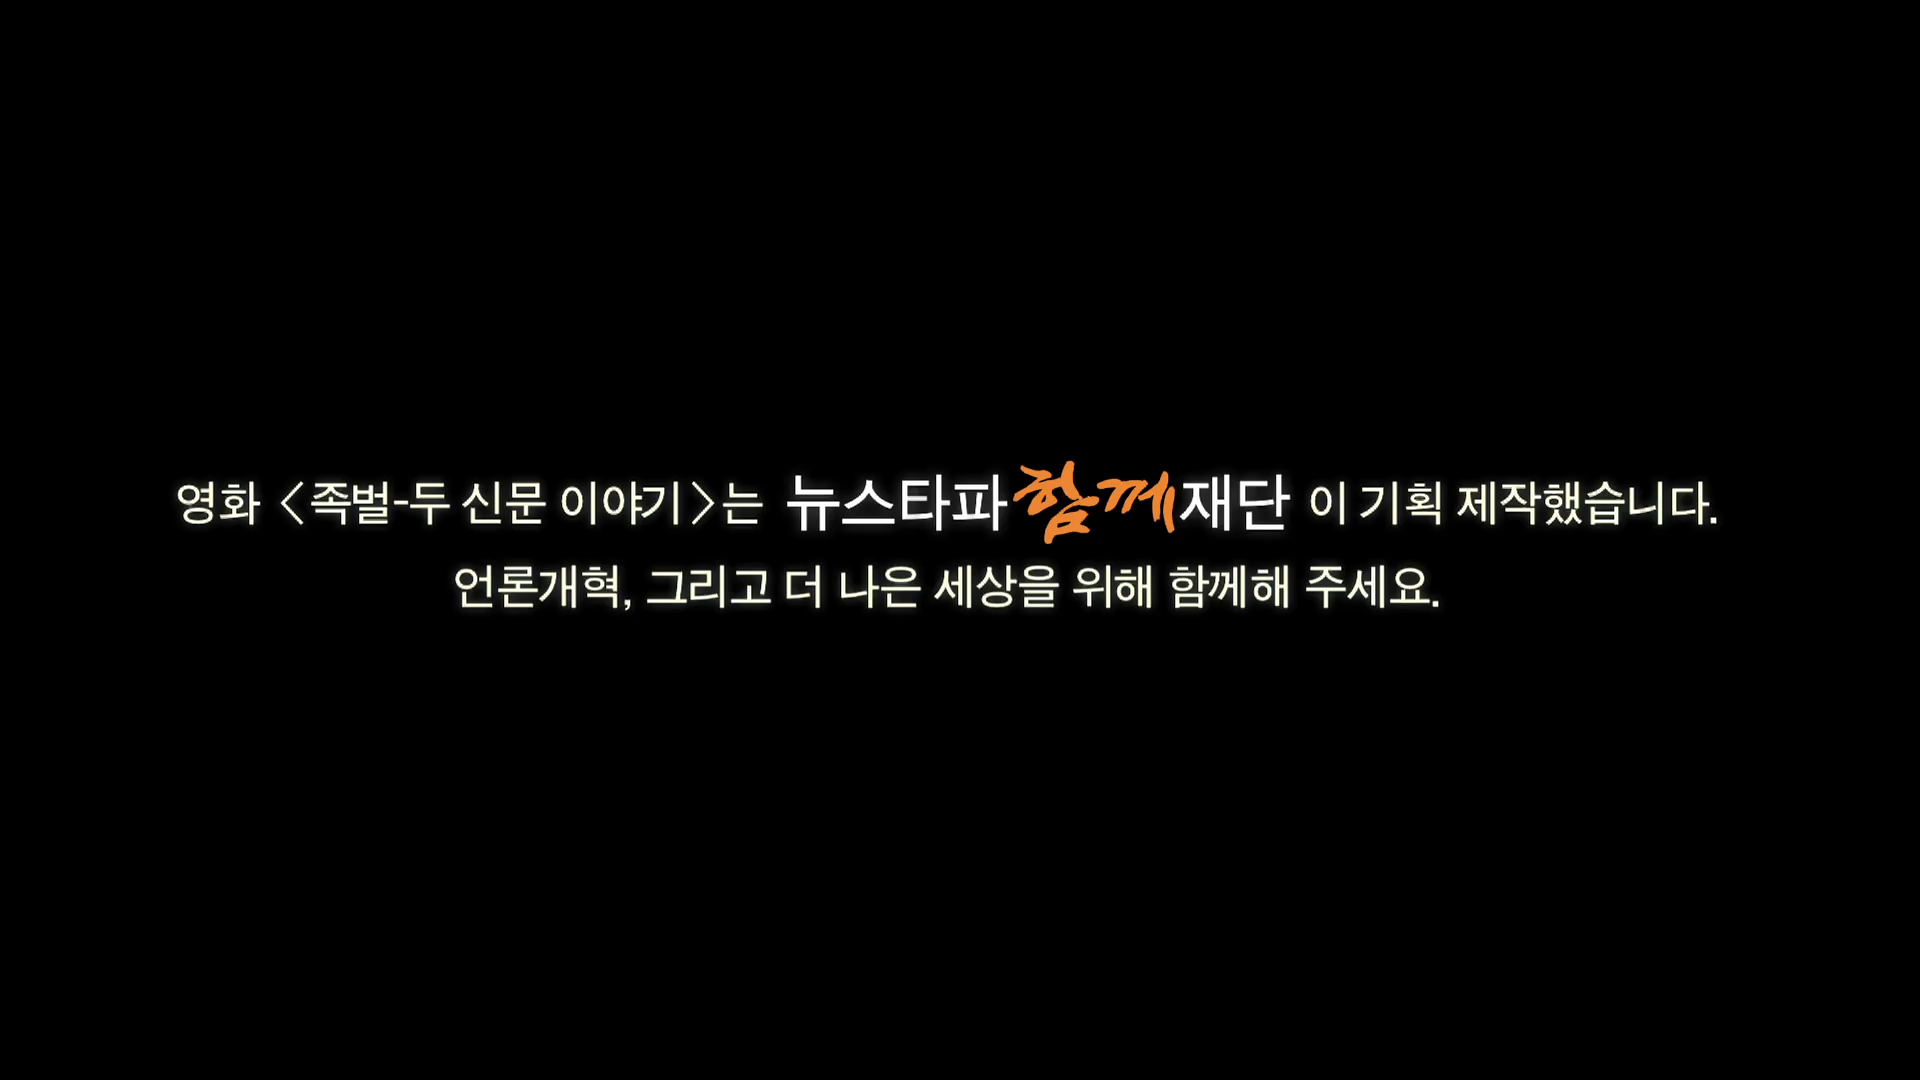 영화 <족벌-두 신문 이야기>는 뉴스타파함께재단 이 기획 제작했습니다.
언론개혁, 그리고 더 나은 세상을 위해 함께해 주세요.